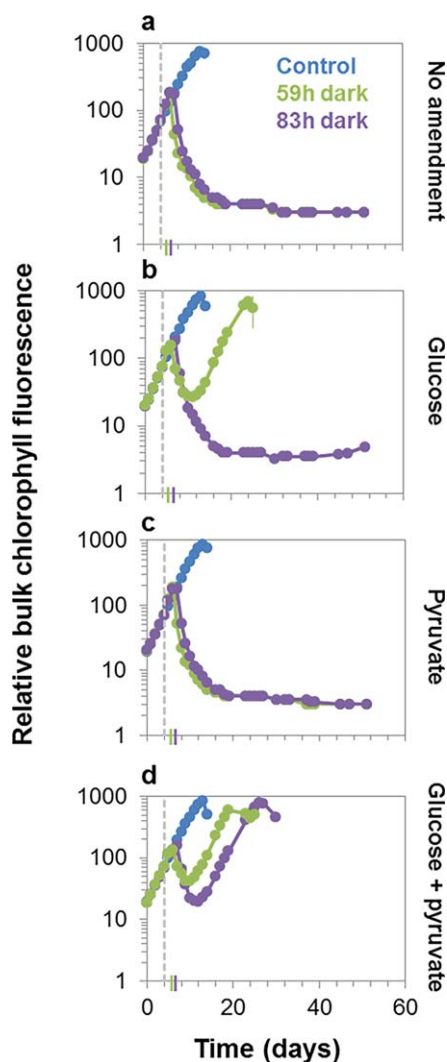 a
1000
100
10
1
Control
59h dark
83h dark
No amendment
b
1000
100
10
1
Glucose
c
1000
100
10
1
Pyruvate
d
1000
100
10
1
Glucose + pyruvate
0 20 40 60
Time (days)
Relative bulk chlorophyll fluorescence